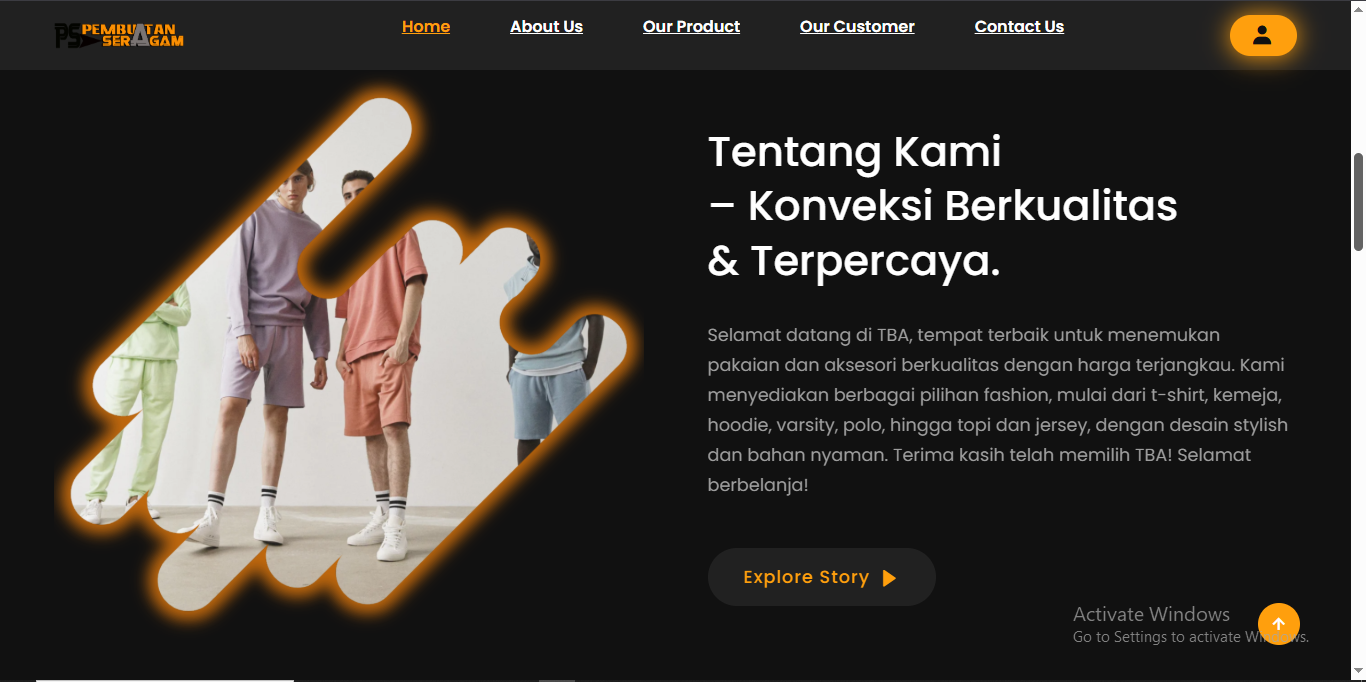 PS PEMBUATAN
SERAGAM
Home
About Us
Our Product
Our Customer
Contact Us
Tentang Kami
– Konveksi Berkualitas
& Terpercaya.
Selamat datang di TBA, tempat terbaik untuk menemukan
pakaian dan aksesori berkualitas dengan harga terjangkau. Kami
menyediakan berbagai pilihan fashion, mulai dari t-shirt, kemeja,
hoodie, varsity, polo, hingga topi dan jersey, dengan desain stylish
dan bahan nyaman. Terima kasih telah memilih TBA! Selamat
berbelanja!
Explore Story
Activate Windows
Go to Settings to activate Windows.